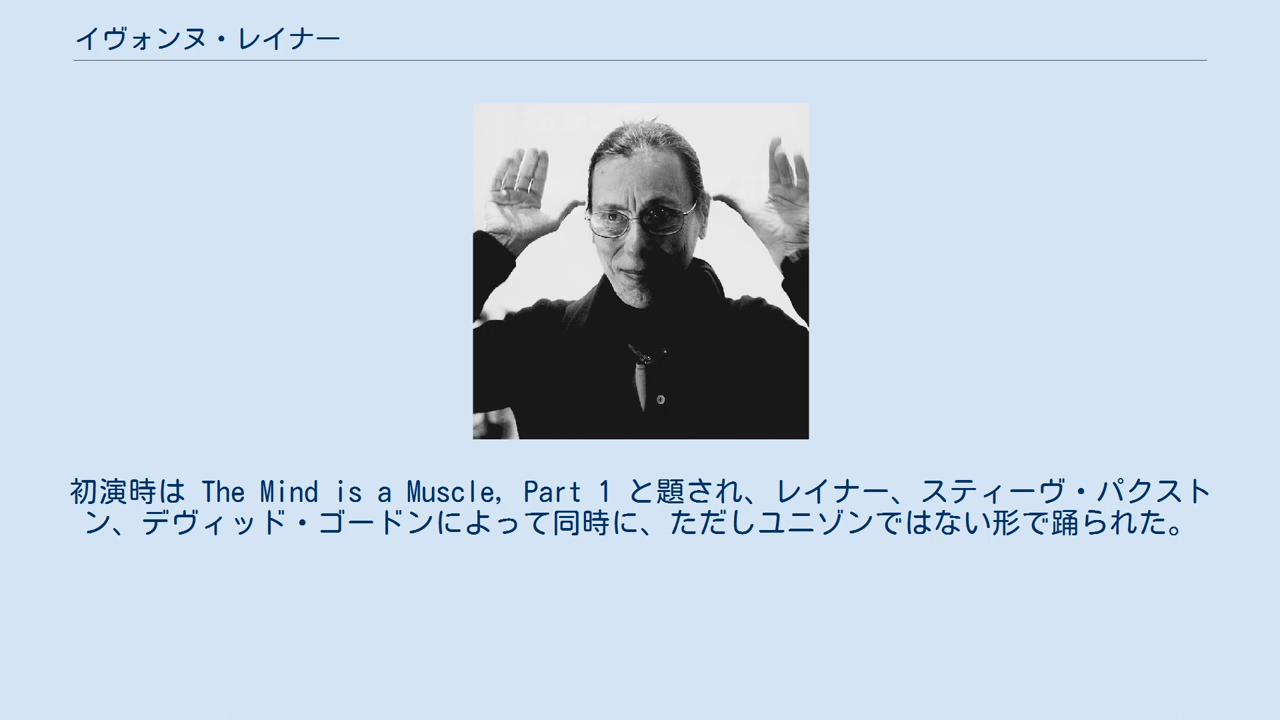 イヴォンヌ・レイナー
初演時は The Mind is a Muscle, Part 1 と題され、レイナー、スティーヴ・パクスト
ン、デヴィッド・ゴードンによって同時に、ただしユニゾンではない形で踊られた。